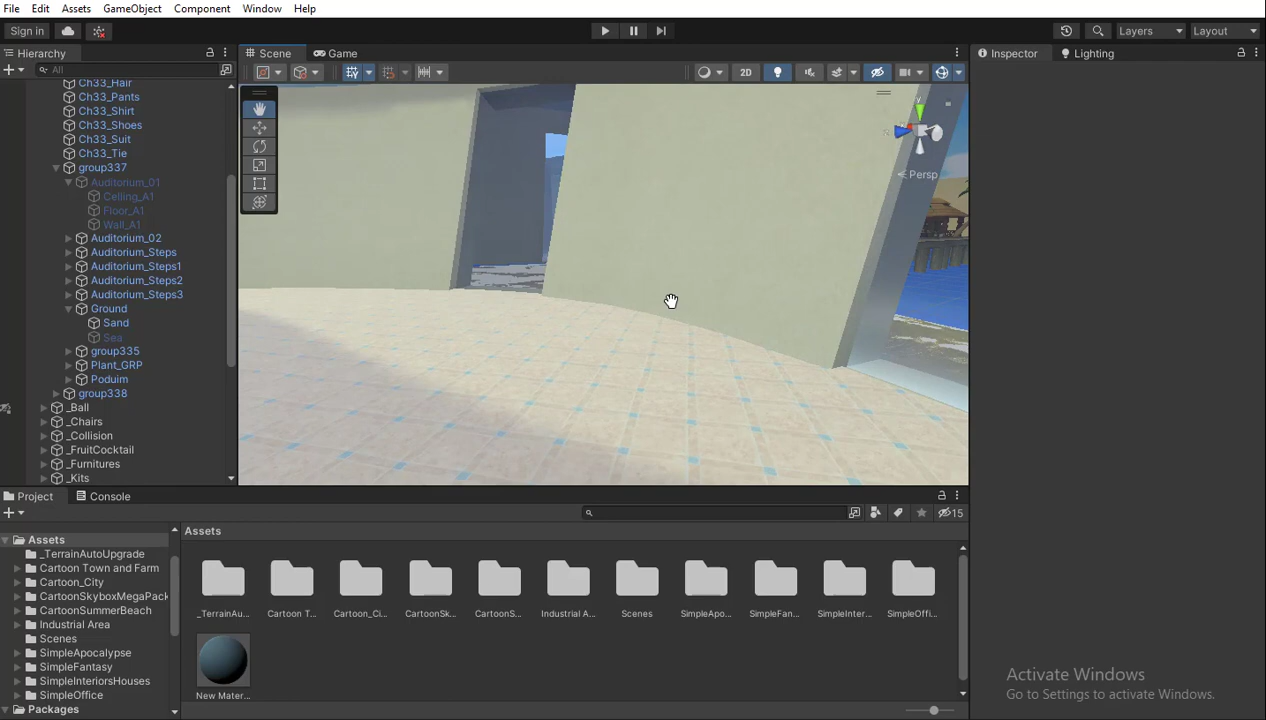 File Edit Assets GameObject Component Window Help
Sign in Layers Layout
Hierarchy Scene Game Inspector Lighting
All 2D
Ch33_Hair
Ch33_Pants
Ch33_Shirt
Ch33_Shoes
Ch33_Suit
Ch33_Tie
group337
Auditorium_01
Celling_A1
Floor_A1
Wall_A1
Auditorium_02
Auditorium_Steps
Auditorium_Steps1
Auditorium_Steps2
Auditorium_Steps3
Ground
Sand
Sea
group335
Plant_GRP
Poduim
group338
_Ball
_Chairs
_Collision
_FruitCocktail
_Furnitures
_Kits
y
Persp
Project Console
15
Assets
_TerrainAutoUpgrade
Cartoon Town and Farm
Cartoon_City
CartoonSkyboxMegaPack
CartoonSummerBeach
Industrial Area
Scenes
SimpleApocalypse
SimpleFantasy
SimpleInteriorsHouses
SimpleOffice
Packages
Assets
_TerrainAu... Cartoon T... Cartoon_Ci... CartoonSk... CartoonS... Industrial A... Scenes SimpleApo... SimpleFan... SimpleInter... SimpleOffi...
New Mater...
Activate Windows
Go to Settings to activate Windows.